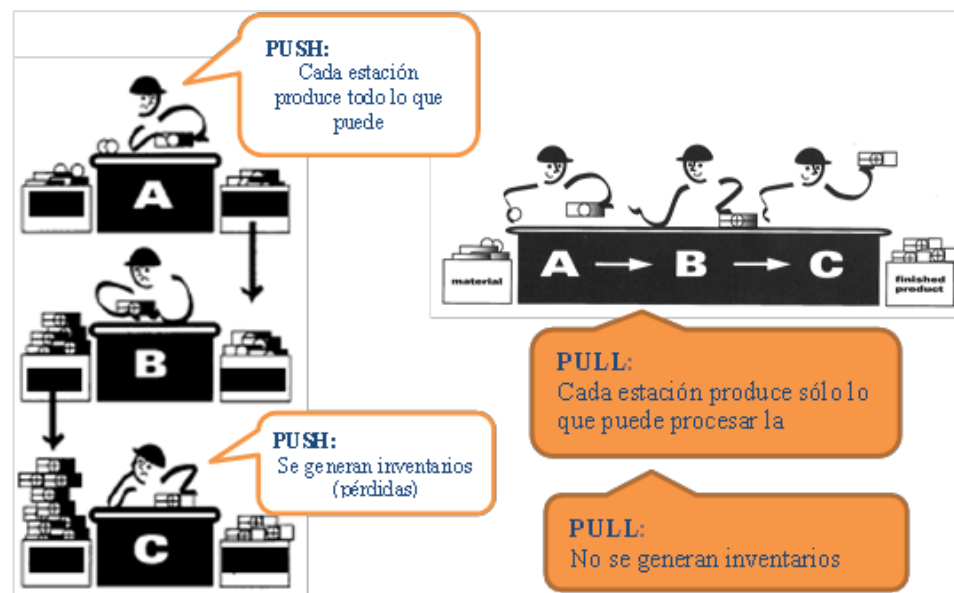 PUSH:
Cada estación
produce todo lo que
puede
A
B
PUSH:
Se generan inventarios
(pérdidas)
C
material
A → B → C
finished
product
PULL:
Cada estación produce sólo lo
que puede procesar la
PULL:
No se generan inventarios